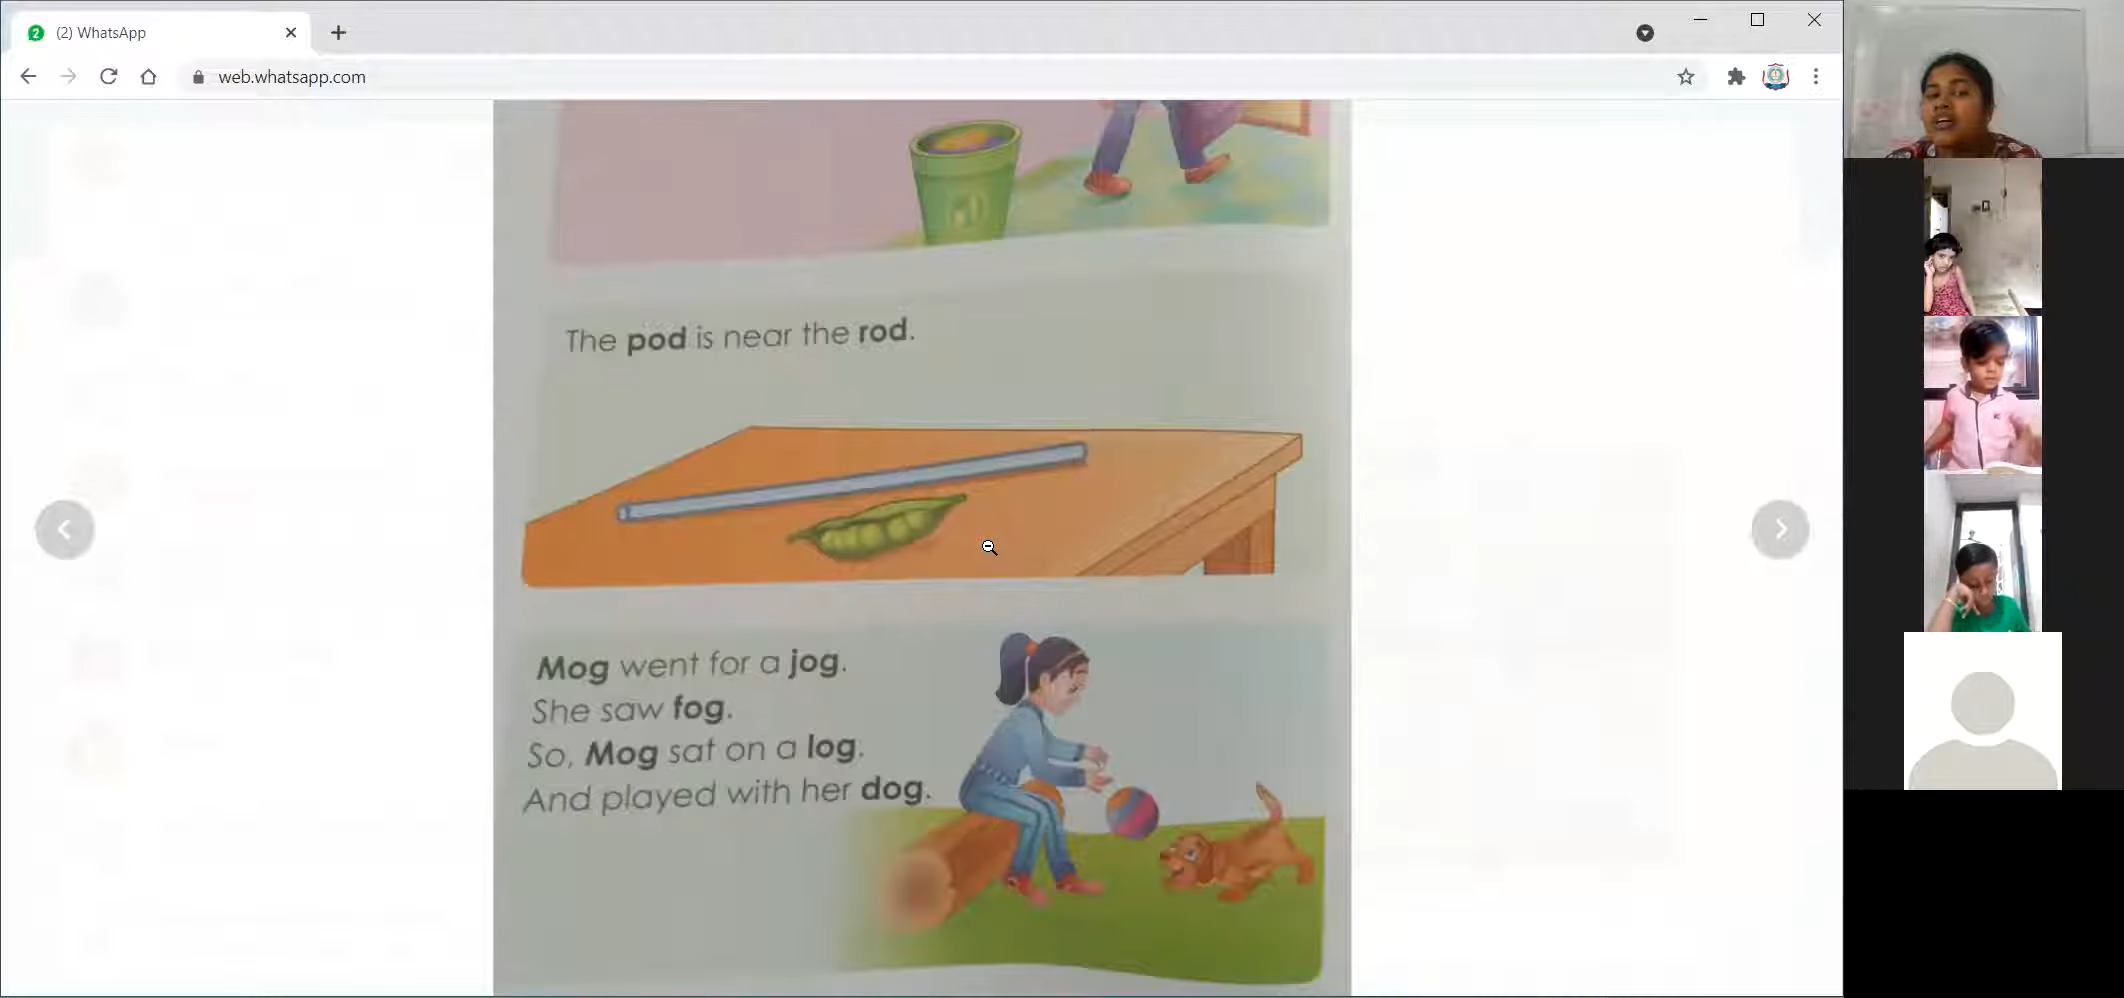 (2) WhatsApp
web.whatsapp.com
The pod is near the rod.
Mog went for a jog.
She saw fog.
So, Mog sat on a log.
And played with her dog.